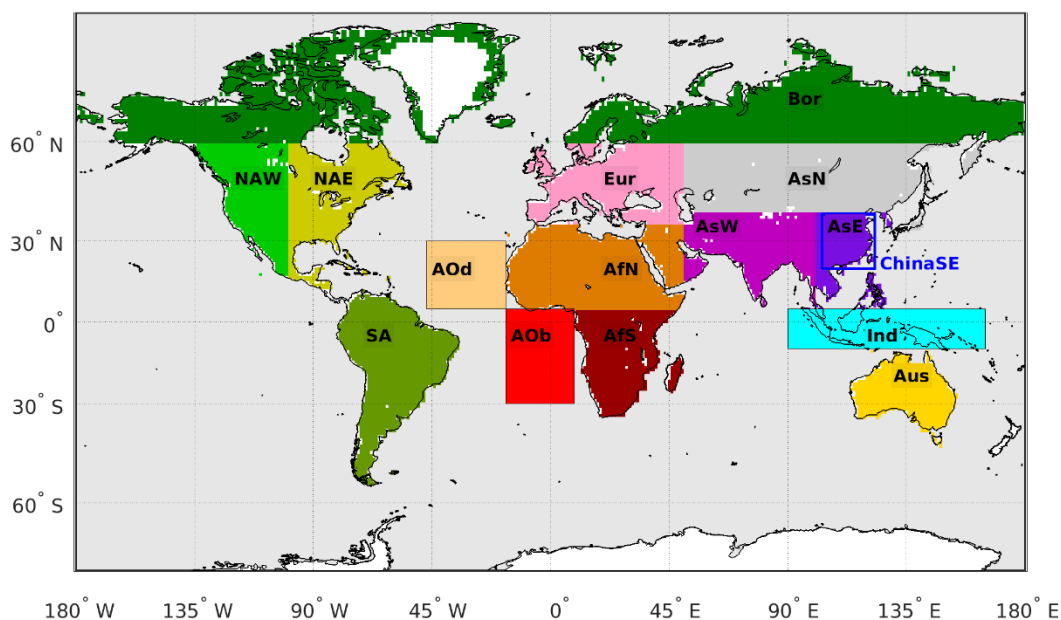 Bor
60° N
NAW NAE Eur AsN
AsW AsE
30° N
ChinaSE
AOd AfN
0°
SA AOb AfS Ind
Aus
30° S
60° S
180° W 135° W 90° W 45° W 0° 45° E 90° E 135° E 180° E